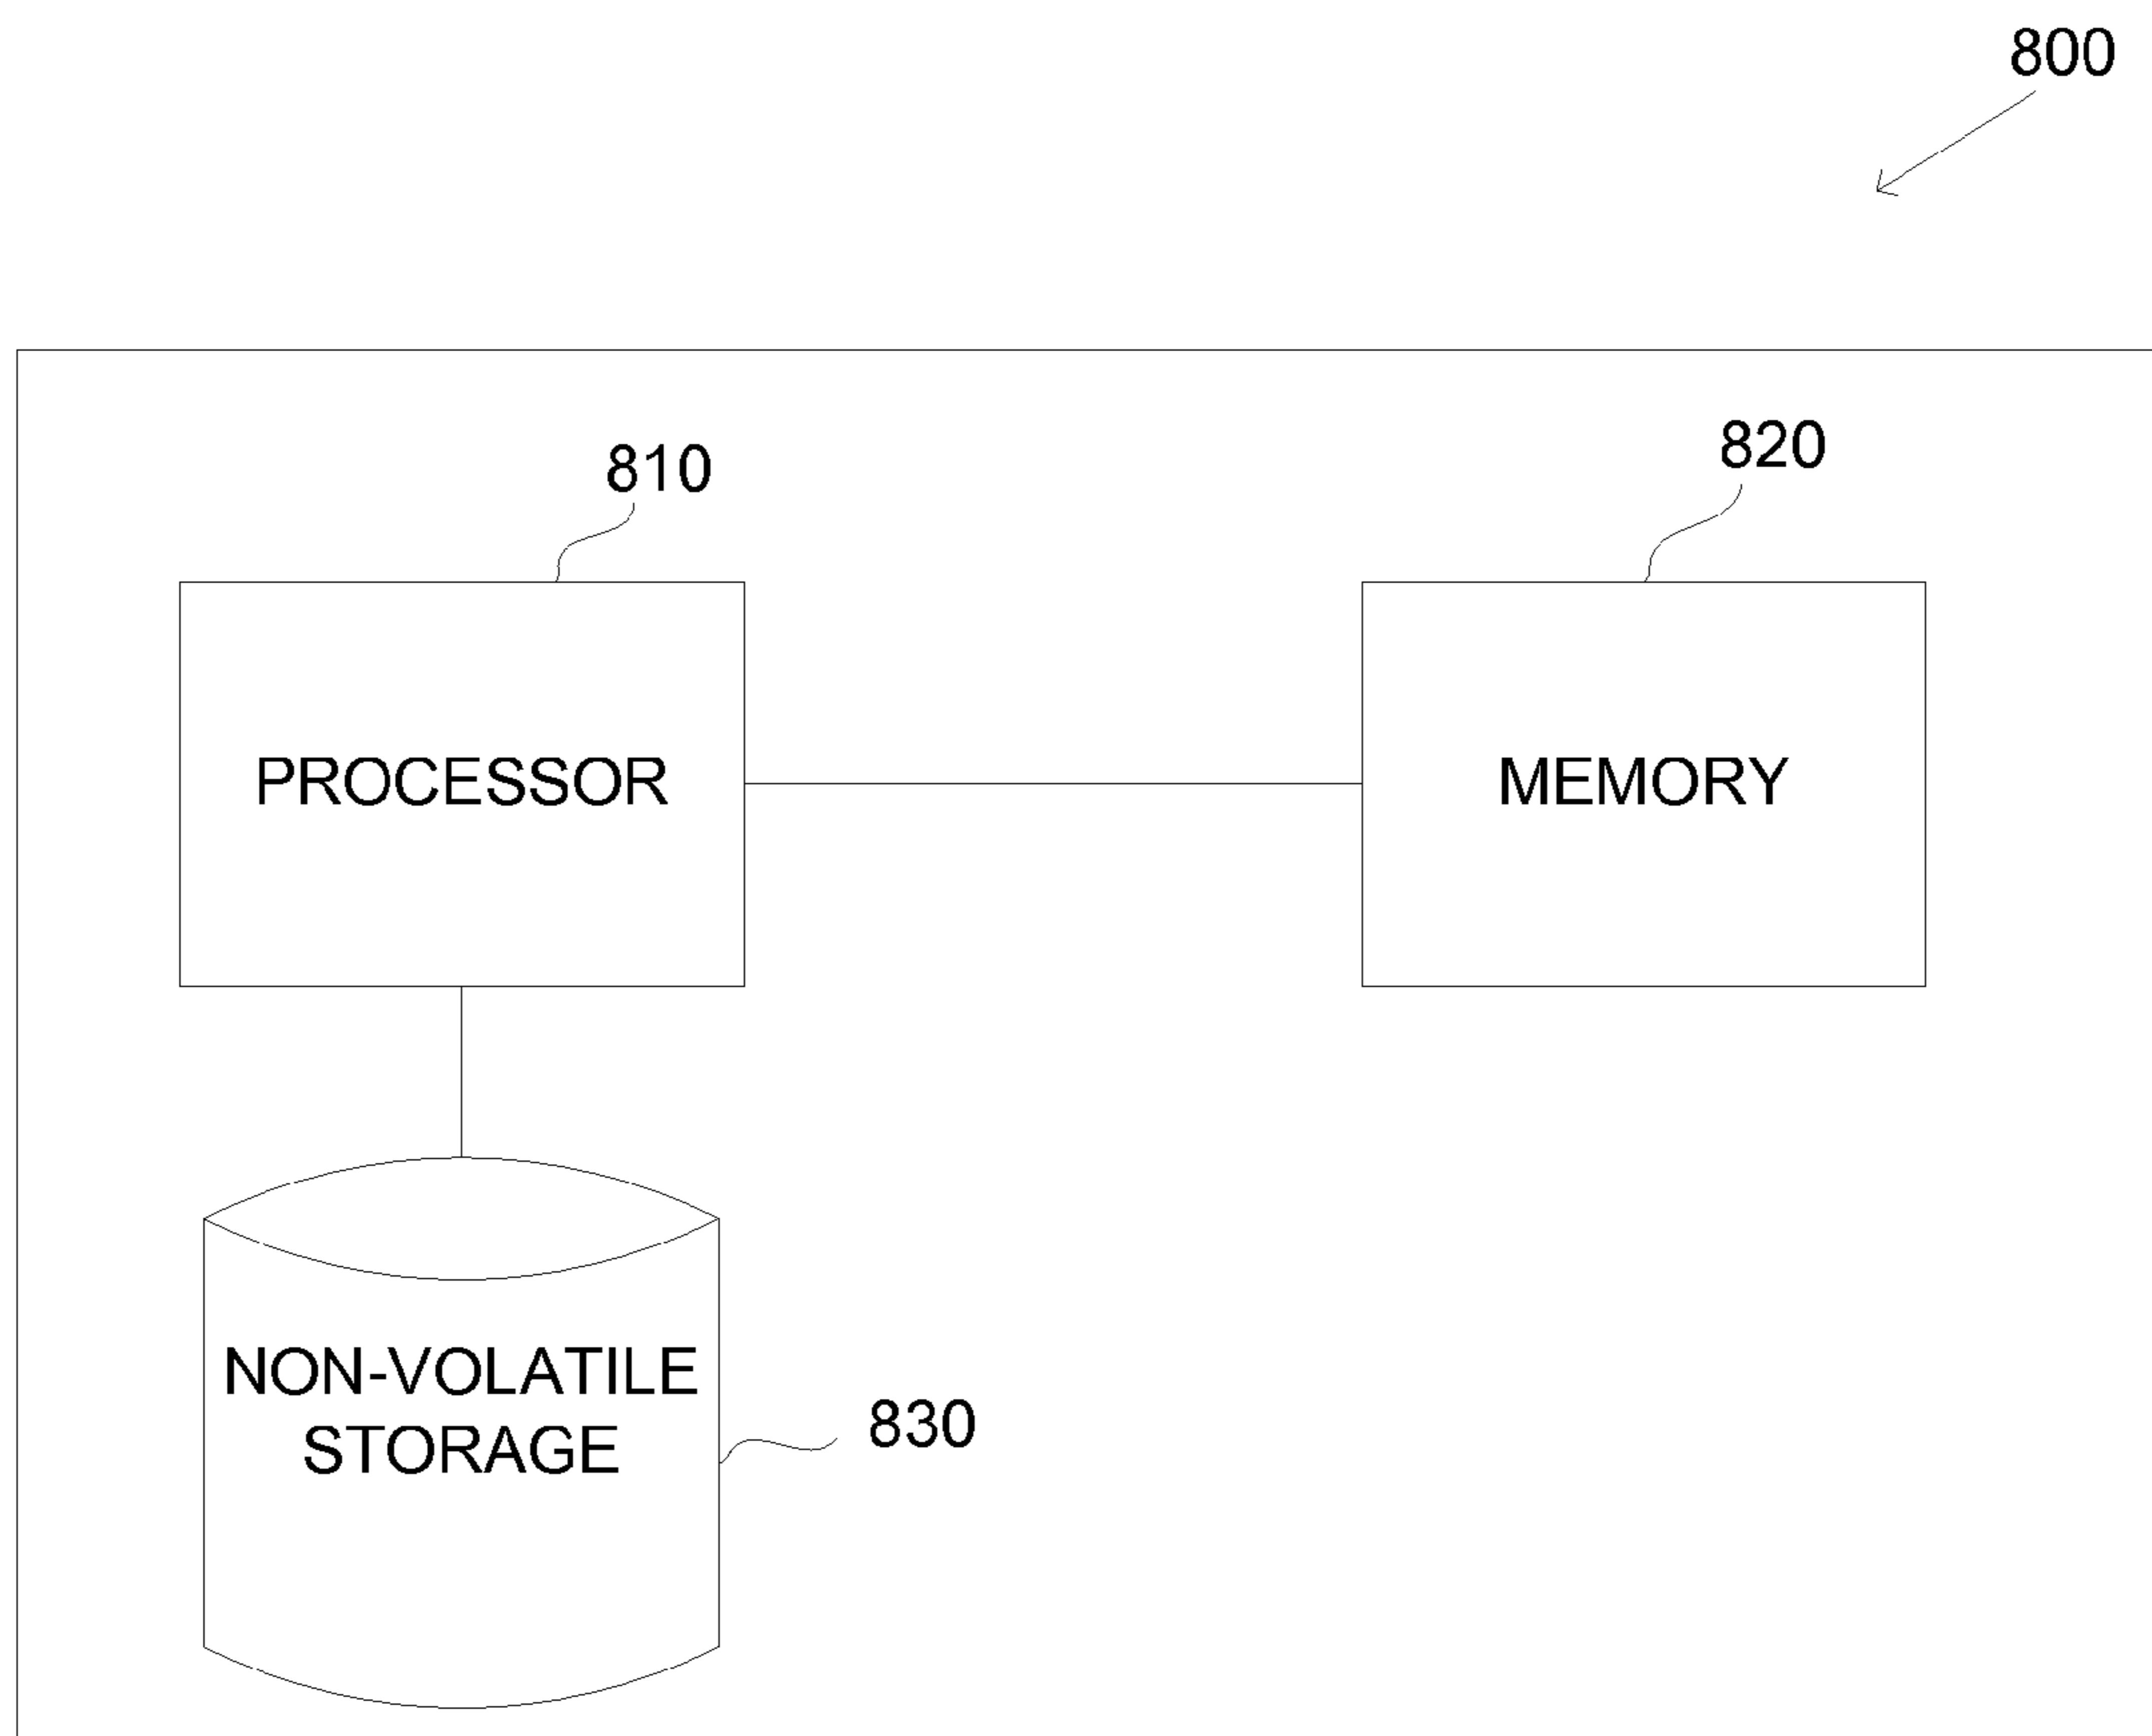 800
810
820
PROCESSOR
MEMORY
NON-VOLATILE
STORAGE
830